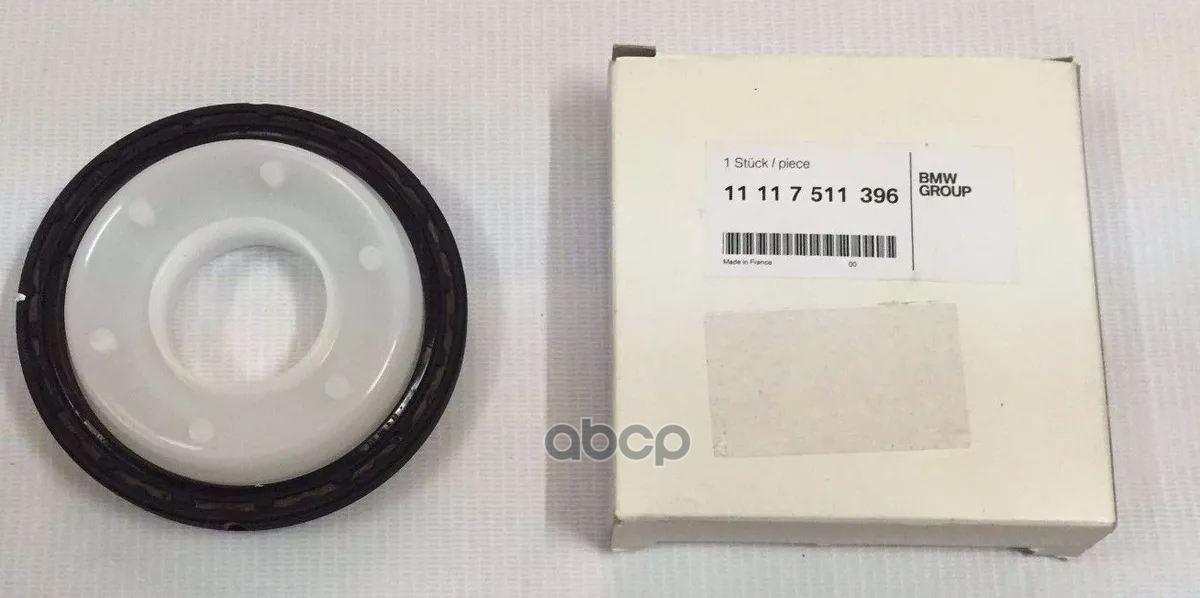 1 Stück / piece
11 11 7 511 396
BMW
GROUP
Made in France 00
abcp